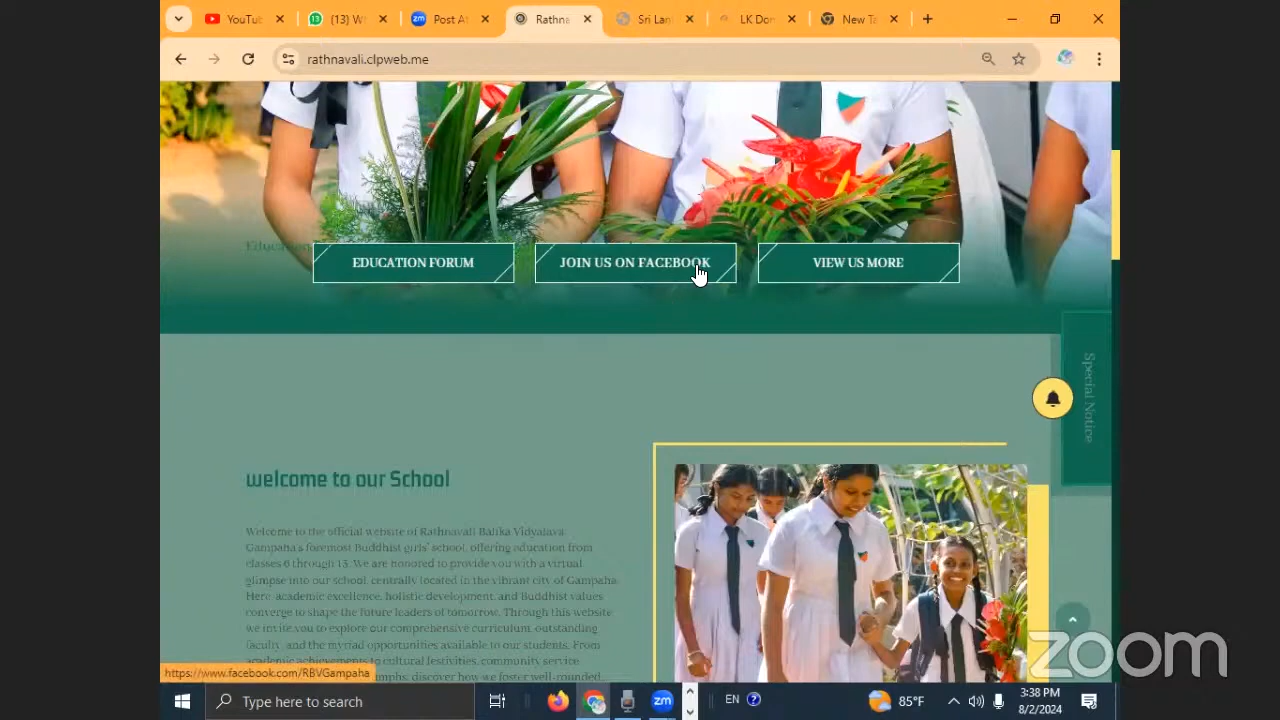 YouTub
(13) W
Post A
Rathna
Sri Lan
LK Don
New Ta
rathnavali.clpweb.me
Education
EDUCATION FORUM
JOIN US ON FACEBOOK
VIEW US MORE
Special Notice
welcome to our School
Welcome to the official website of Rathnavali Balika Vidyalaya
Gampaha's foremost Buddhist girls' school, offering education from
classes 6 through 13. We are honored to provide you with a virtual
glimpse into our school, centrally located in the vibrant city of Gampaha
Here, academic excellence, holistic development, and Buddhist values
converge to shape the future leaders of tomorrow. Through this website
we invite you to explore our comprehensive curriculum, outstanding
faculty, and the myriad opportunities available to our students. From
academic achievements to cultural festivities, community service
discover how we foster well-rounded
https://www.facebook.com/RBVGampaha
zoom
Type here to search
zm
EN
85°F
3:38 PM
8/2/2024